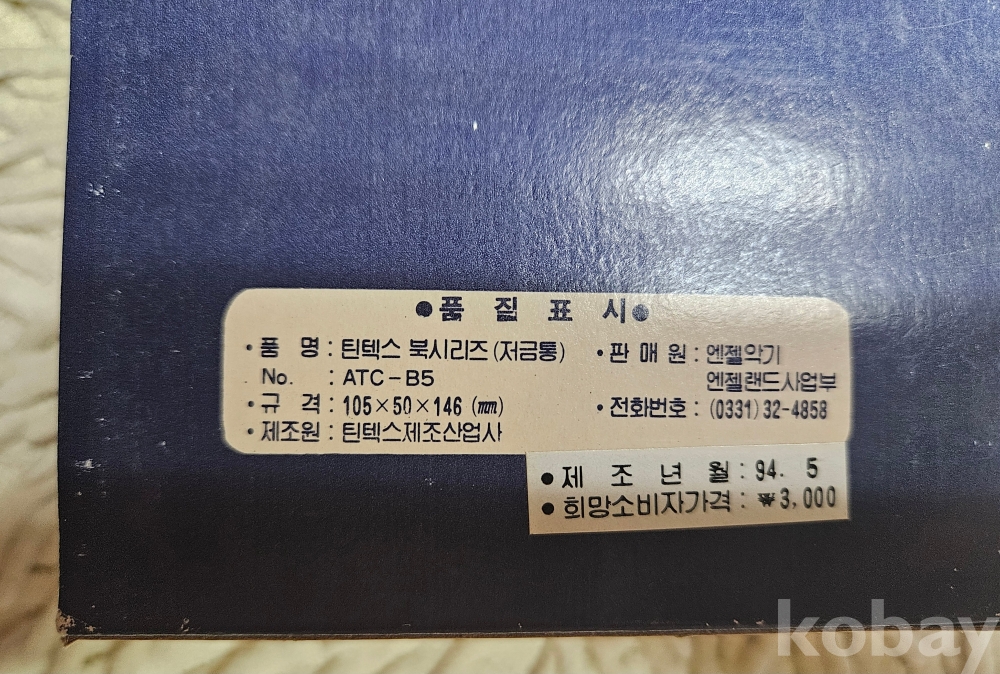 ●품 질 표 시●
• 품 명 : 틴텍스 북시리즈 (저금통)
No. : ATC-B5
• 규 격 : 105×50×146 (㎜)
• 제조원 : 틴텍스제조산업사
• 판 매 원 : 엔젤악기
엔젤랜드사업부
• 전화번호 : (0331) 32-4858
● 제 조 년 월 : 94. 5
● 희망소비자가격 : ₩3,000
kobay